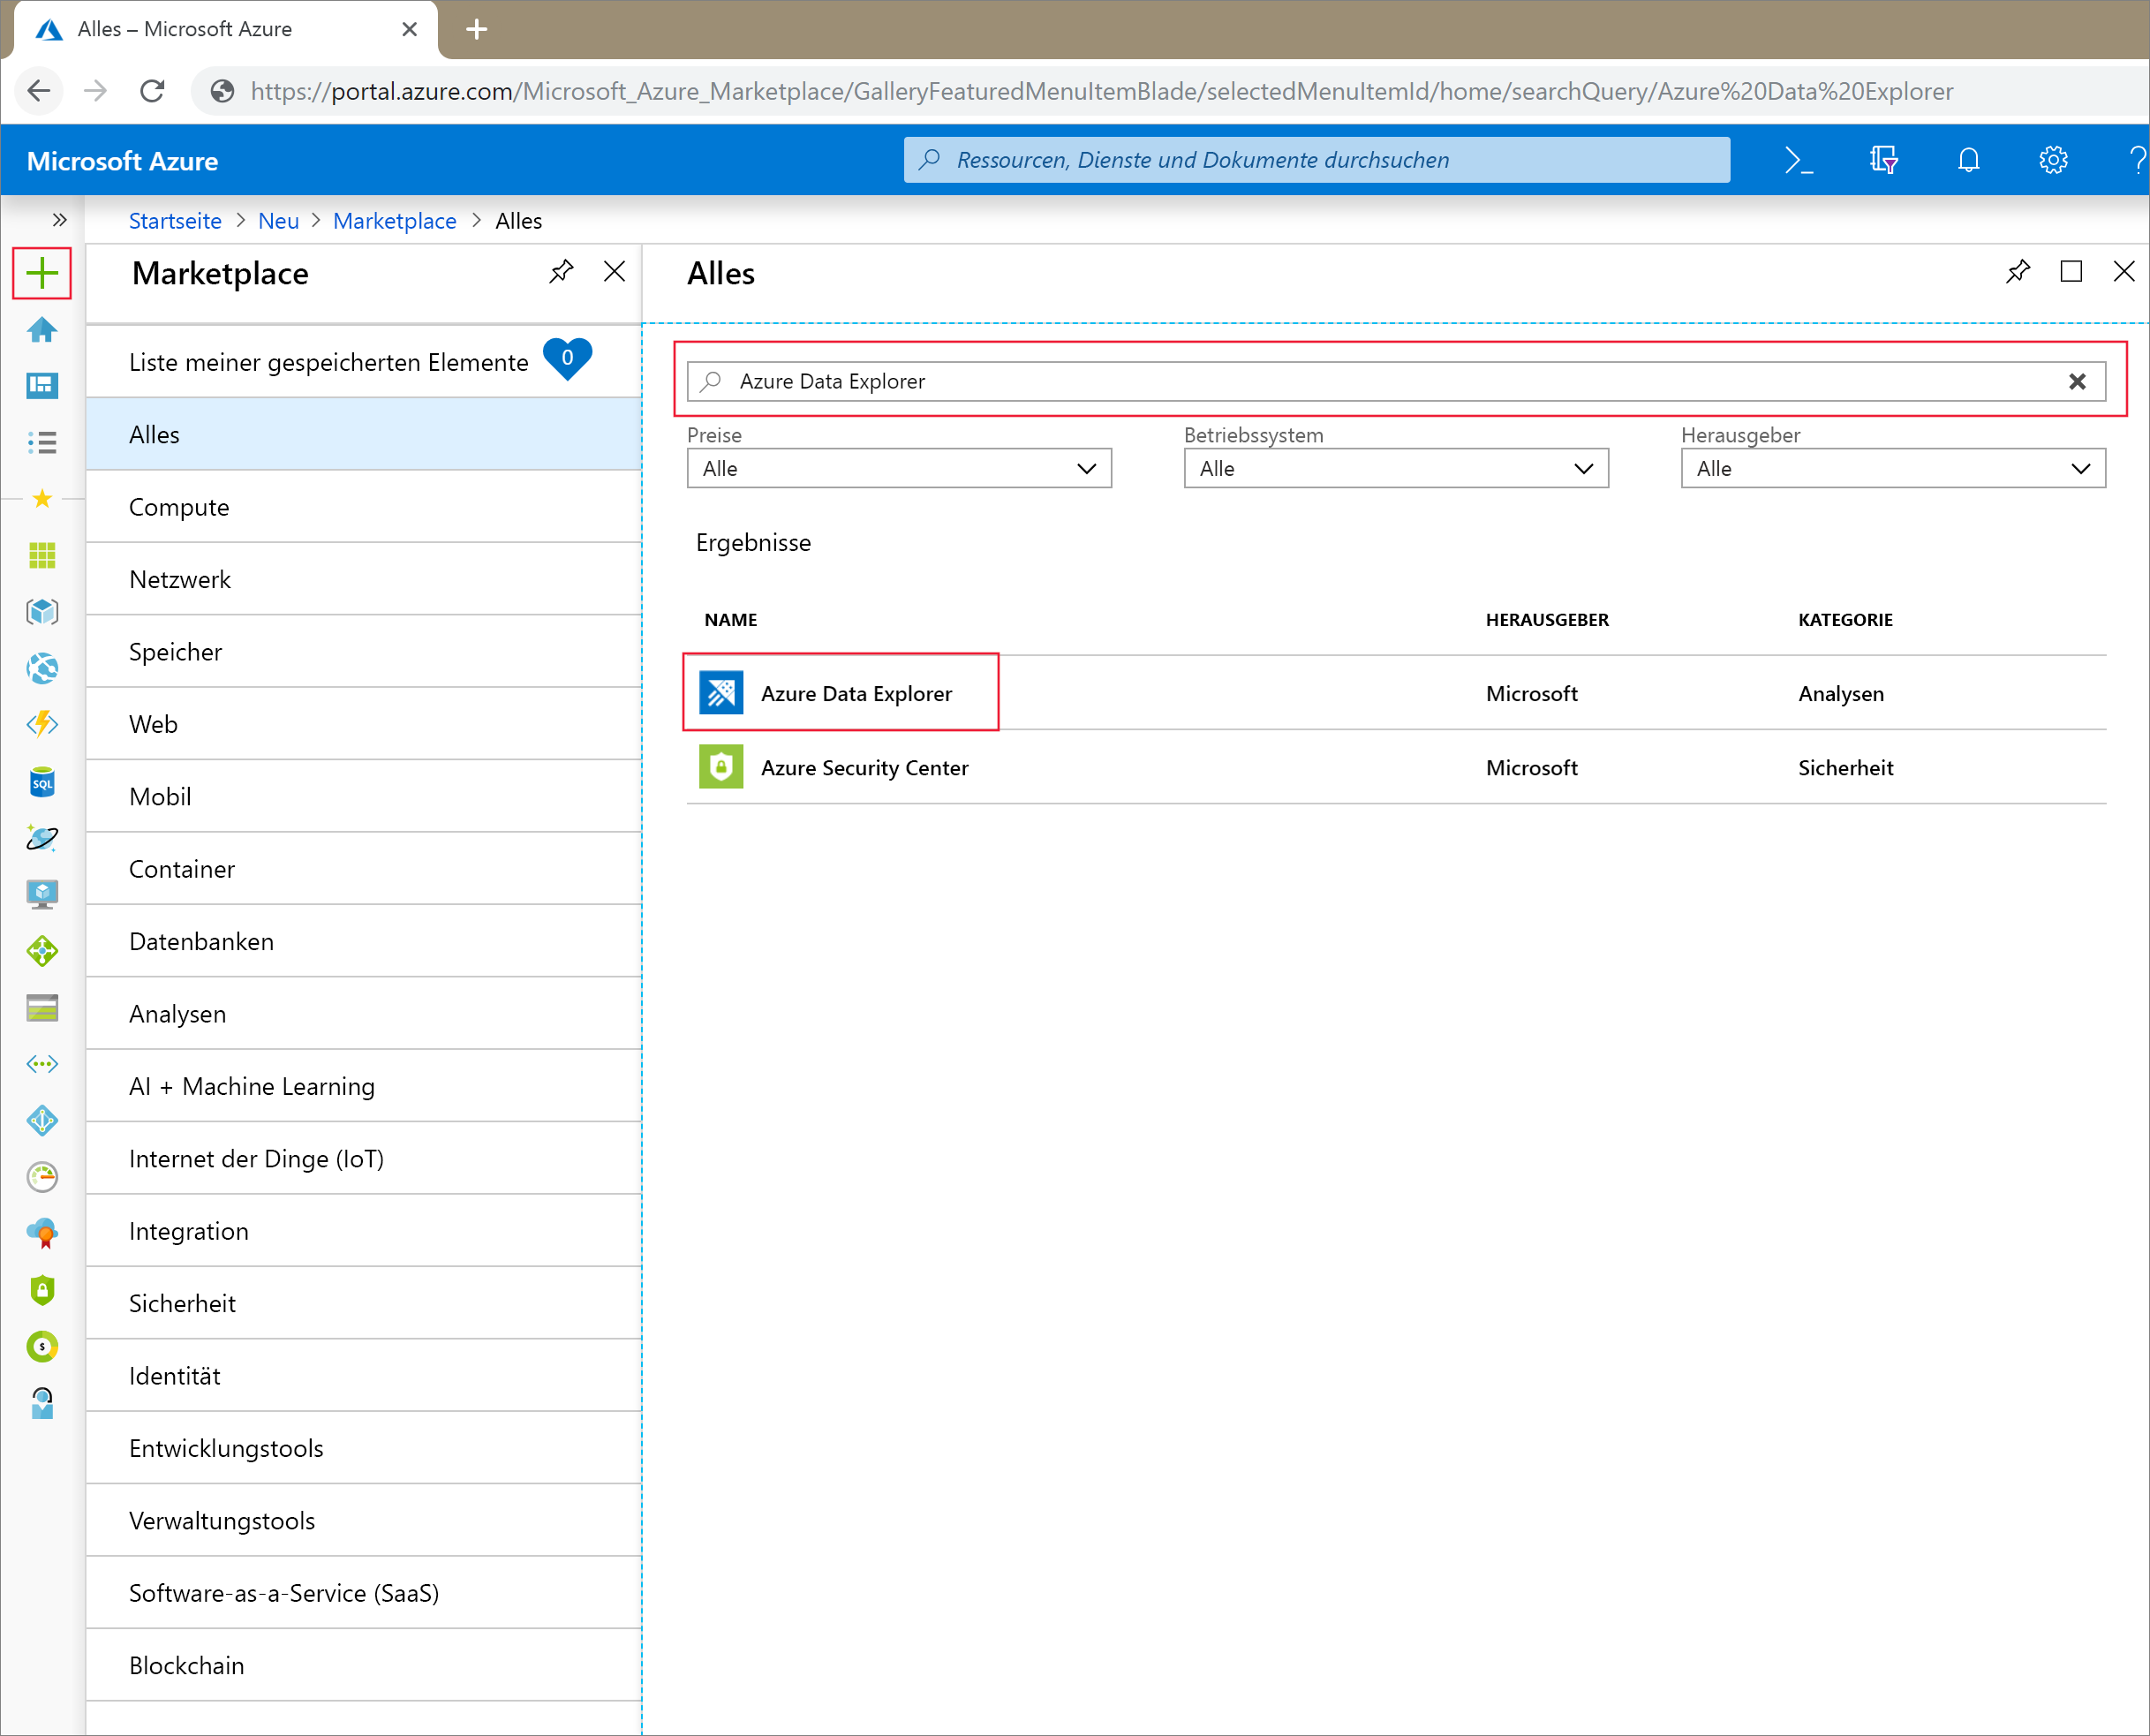 Alles – Microsoft Azure
https://portal.azure.com/Microsoft_Azure_Marketplace/GalleryFeaturedMenuItemBlade/selectedMenuItemId/home/searchQuery/Azure%20Data%20Explorer
Microsoft Azure
Ressourcen, Dienste und Dokumente durchsuchen
Startseite > Neu > Marketplace > Alles
Marketplace
Liste meiner gespeicherten Elemente 0
Alles
Compute
Netzwerk
Speicher
Web
Mobil
Container
Datenbanken
Analysen
AI + Machine Learning
Internet der Dinge (IoT)
Integration
Sicherheit
Identität
Entwicklungstools
Verwaltungstools
Software-as-a-Service (SaaS)
Blockchain
SQL
Alles
Azure Data Explorer
Preise Betriebssystem Herausgeber
Alle Alle Alle
Ergebnisse
NAME HERAUSGEBER KATEGORIE
Azure Data Explorer Microsoft Analysen
Azure Security Center Microsoft Sicherheit